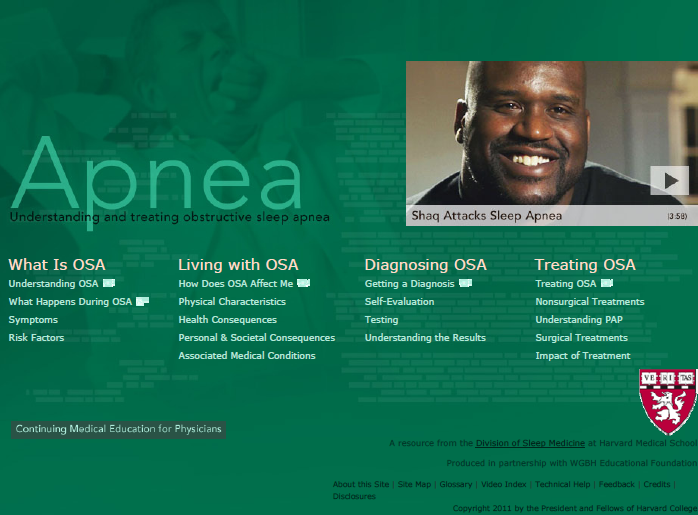 Apnea
Understanding and treating obstructive sleep apnea
Shaq Attacks Sleep Apnea (3:58)
What Is OSA
Understanding OSA
What Happens During OSA
Symptoms
Risk Factors
Living with OSA
How Does OSA Affect Me
Physical Characteristics
Health Consequences
Personal & Societal Consequences
Associated Medical Conditions
Diagnosing OSA
Getting a Diagnosis
Self-Evaluation
Testing
Understanding the Results
Treating OSA
Treating OSA
Nonsurgical Treatments
Understanding PAP
Surgical Treatments
Impact of Treatment
VE RI TAS
Continuing Medical Education for Physicians
A resource from the Division of Sleep Medicine at Harvard Medical School
Produced in partnership with WGBH Educational Foundation
About this Site | Site Map | Glossary | Video Index | Technical Help | Feedback | Credits |
Disclosures
Copyright 2011 by the President and Fellows of Harvard College